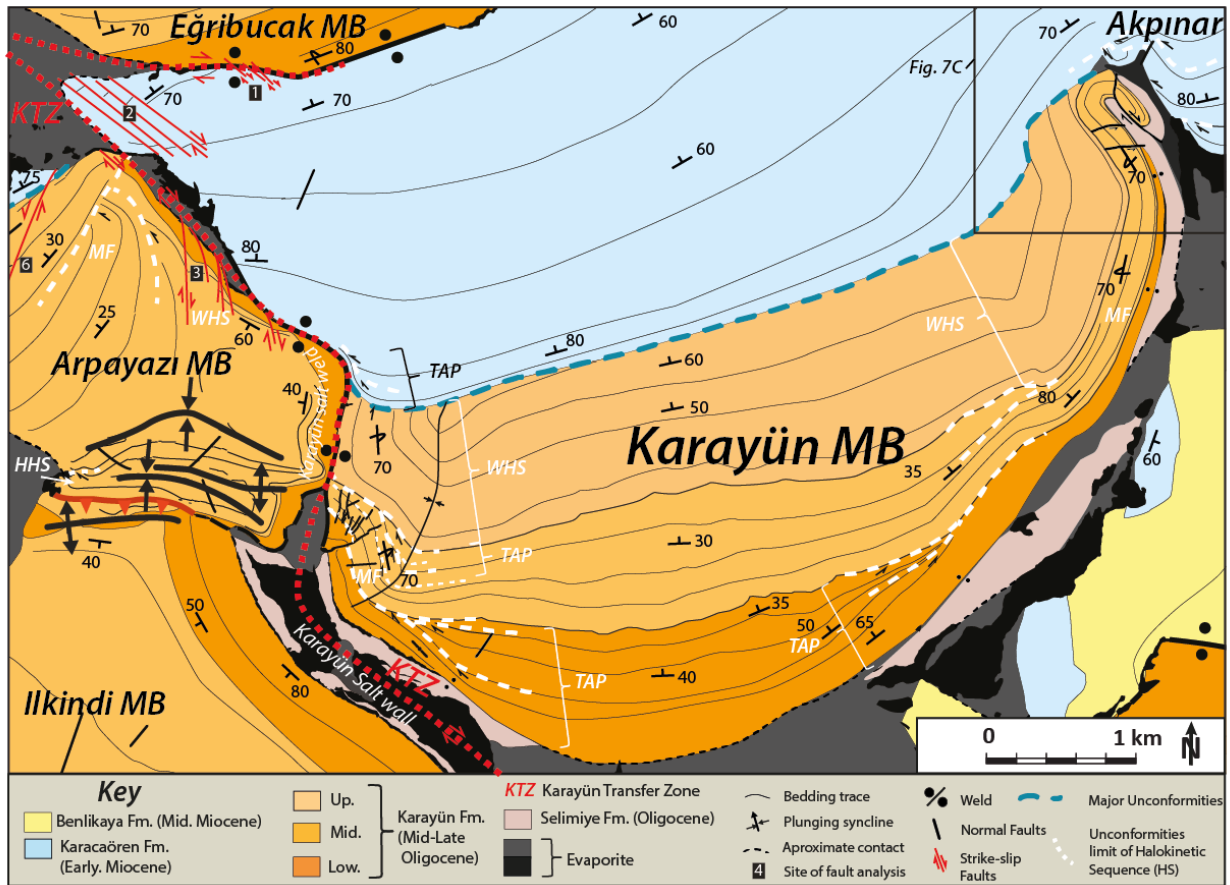 Eğribucak MB
Akpınar
70
80
60
70
Fig. 7C
70
1
2
70
80
KTZ
60
70
25
80
30
MF
6
3
WHS
60
25
70
MF
WHS
80
TAP
60
Arpayazı MB
Karayün salt weld
40
50
80
Karayün MB
70
WHS
35
60
HHS
TAP
30
MF
70
40
35
50
65
TAP
50
KTZ
TAP
40
Karayün Salt wall
80
Ilkindi MB
0 1 km
N
Key
Benlikaya Fm. (Mid. Miocene)
Karacaören Fm.
(Early. Miocene)
Up.
Mid.
Low.
Karayün Fm.
(Mid-Late
Oligocene)
KTZ Karayün Transfer Zone
Selimiye Fm. (Oligocene)
Evaporite
Bedding trace
Plunging syncline
Aproximate contact
4 Site of fault analysis
Weld
Normal Faults
Strike-slip
Faults
Major Unconformities
Unconformities
limit of Halokinetic
Sequence (HS)